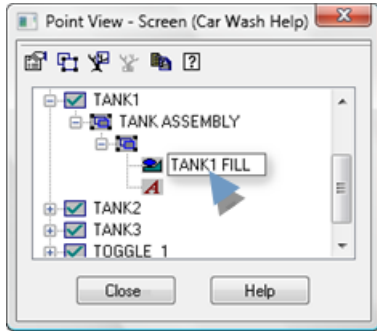 Point View - Screen (Car Wash Help)
TANK1
TANK ASSEMBLY
TANK1 FILL
A
TANK2
TANK3
TOGGLE_1
Close
Help